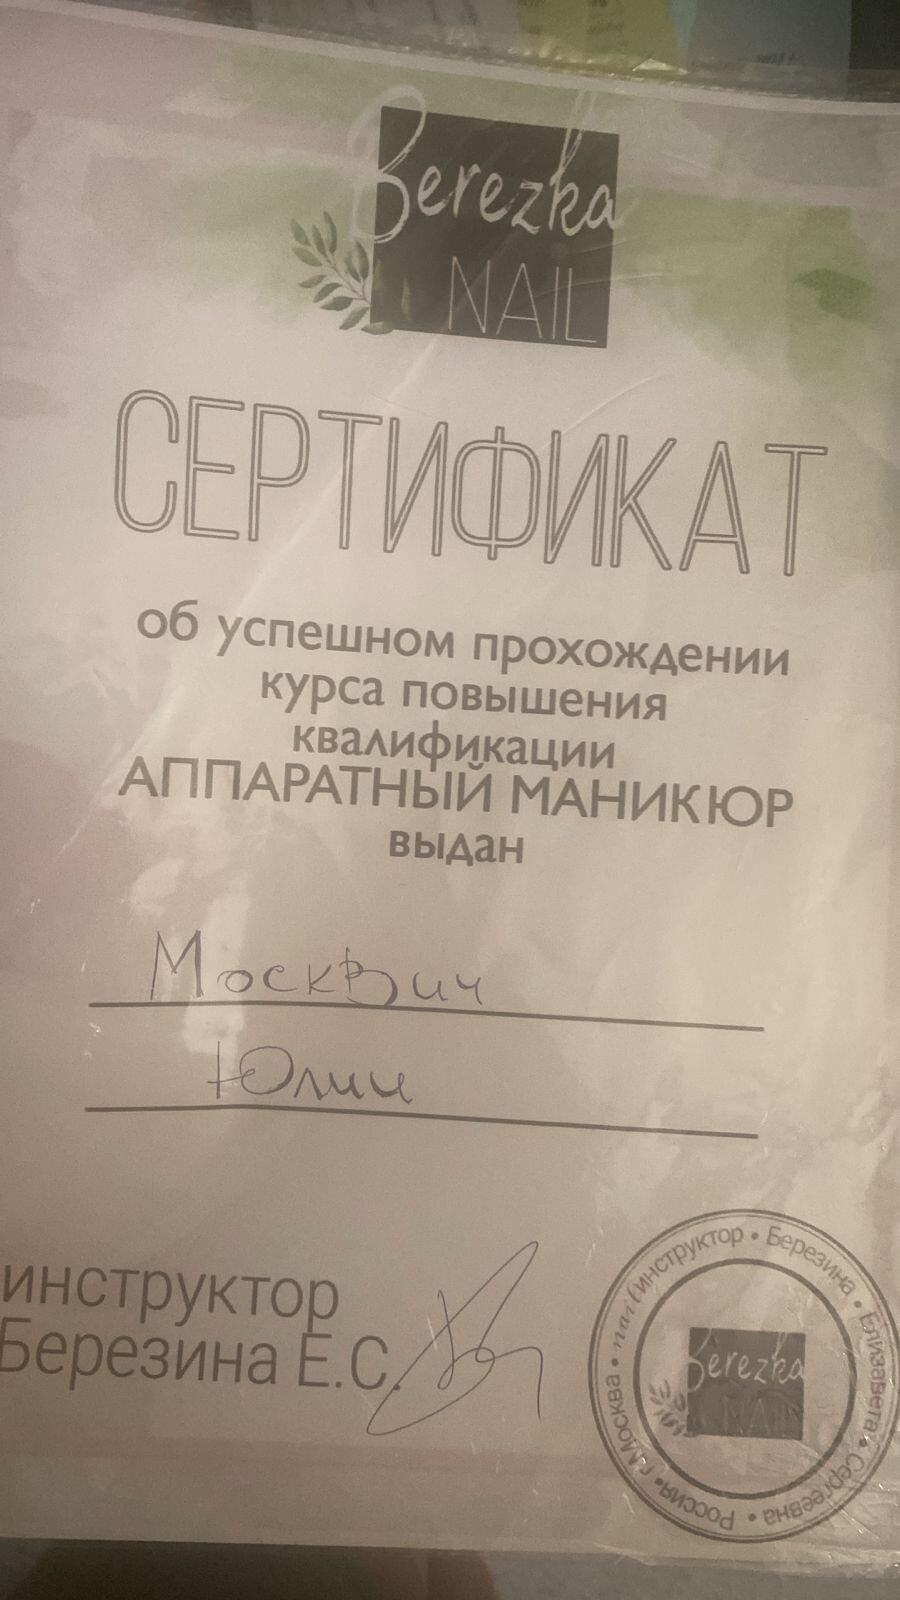 Berezka
NAIL
СЕРТИФИКАТ
об успешном прохождении
курса повышения
квалификации
АППАРАТНЫЙ МАНИКЮР
выдан
Москвич
Юлии
инструктор
Березина Е.С.
nail инструктор • Березина • Елизавета • Сергеевна • Россия • г.Москва •
Berezka
NAIL